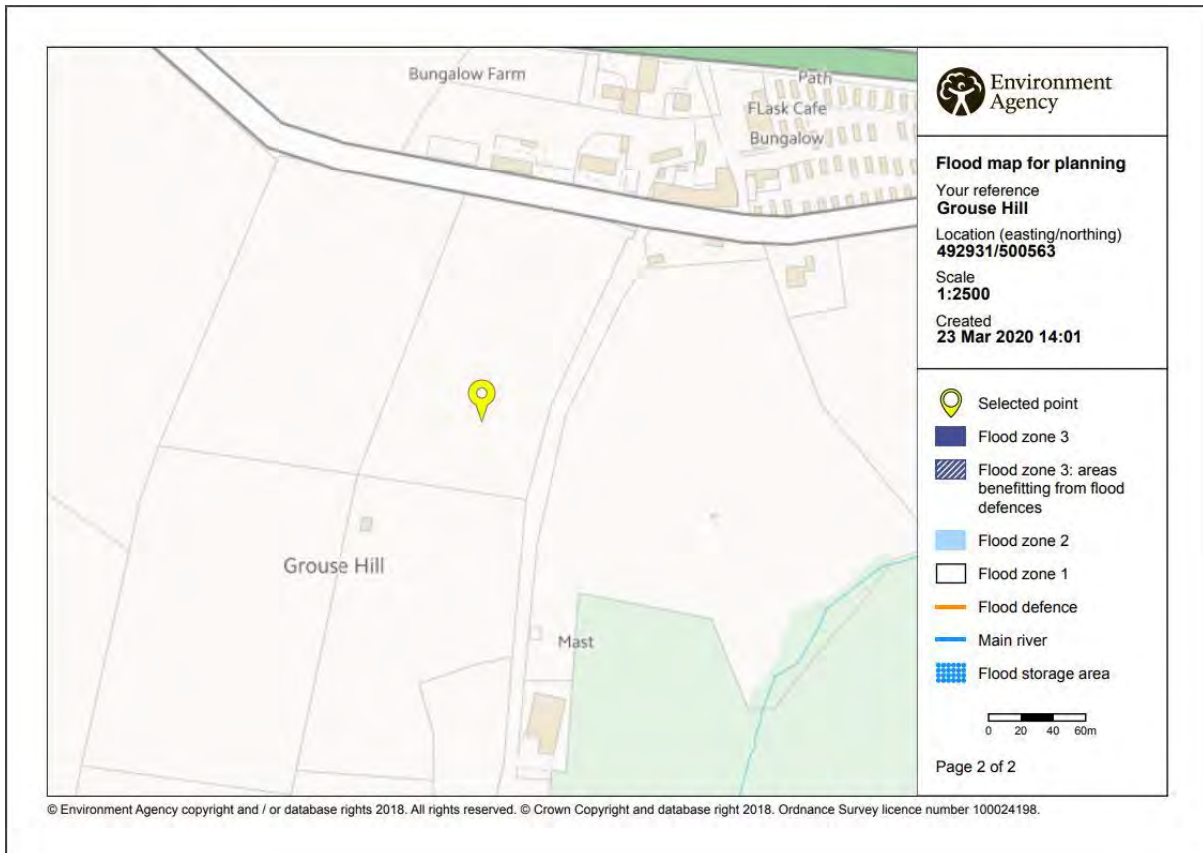 Bungalow Farm
Path
FLask Cafe
Bungalow
Grouse Hill
Mast
Environment
Agency
Flood map for planning
Your reference
Grouse Hill
Location (easting/northing)
492931/500563
Scale
1:2500
Created
23 Mar 2020 14:01
Selected point
Flood zone 3
Flood zone 3: areas
benefitting from flood
defences
Flood zone 2
Flood zone 1
Flood defence
Main river
Flood storage area
0 20 40 60m
Page 2 of 2
© Environment Agency copyright and / or database rights 2018. All rights reserved. © Crown Copyright and database right 2018. Ordnance Survey licence number 100024198.